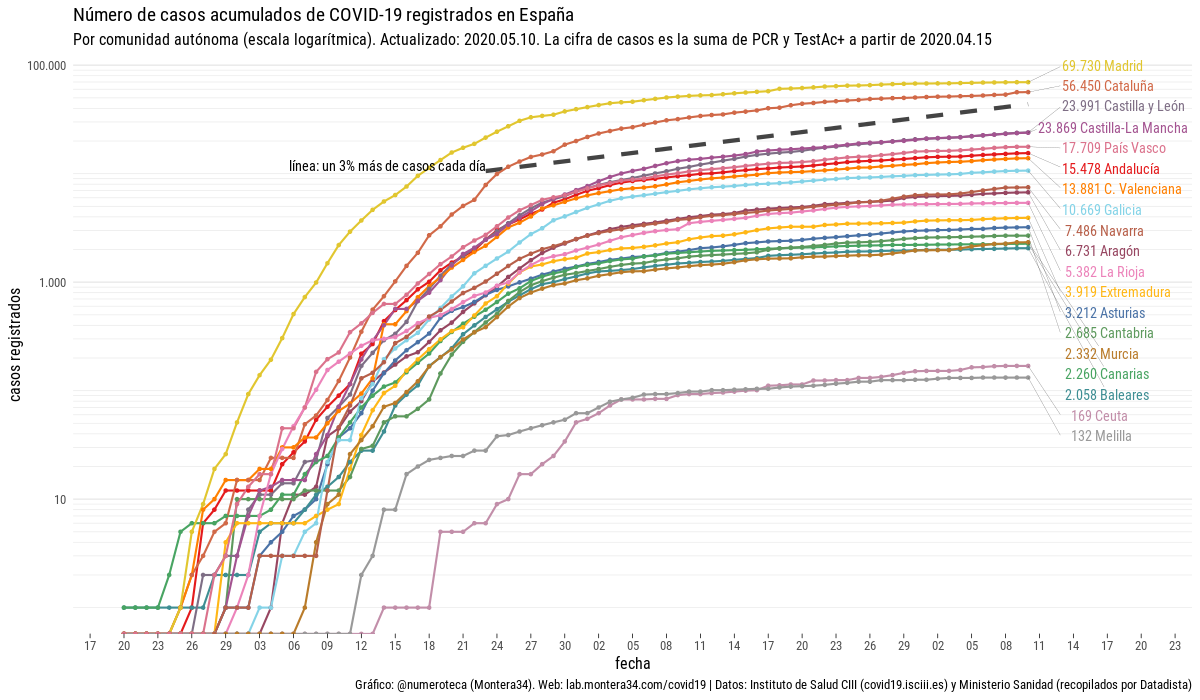 Número de casos acumulados de COVID-19 registrados en España
Por comunidad autónoma (escala logarítmica). Actualizado: 2020.05.10. La cifra de casos es la suma de PCR y TestAc+ a partir de 2020.04.15
100.000
1.000
10
casos registrados
línea: un 3% más de casos cada día
69.730 Madrid
56.450 Cataluña
23.991 Castilla y León
23.869 Castilla-La Mancha
17.709 País Vasco
15.478 Andalucía
13.881 C. Valenciana
10.669 Galicia
7.486 Navarra
6.731 Aragón
5.382 La Rioja
3.919 Extremadura
3.212 Asturias
2.685 Cantabria
2.332 Murcia
2.260 Canarias
2.058 Baleares
169 Ceuta
132 Melilla
17 20 23 26 29 03 06 09 12 15 18 21 24 27 30 02 05 08 11 14 17 20 23 26 29 02 05 08 11 14 17 20 23
fecha
Gráfico: @numeroteca (Montera34). Web: lab.montera34.com/covid19 | Datos: Instituto de Salud CIII (covid19.isciii.es) y Ministerio Sanidad (recopilados por Datadista)